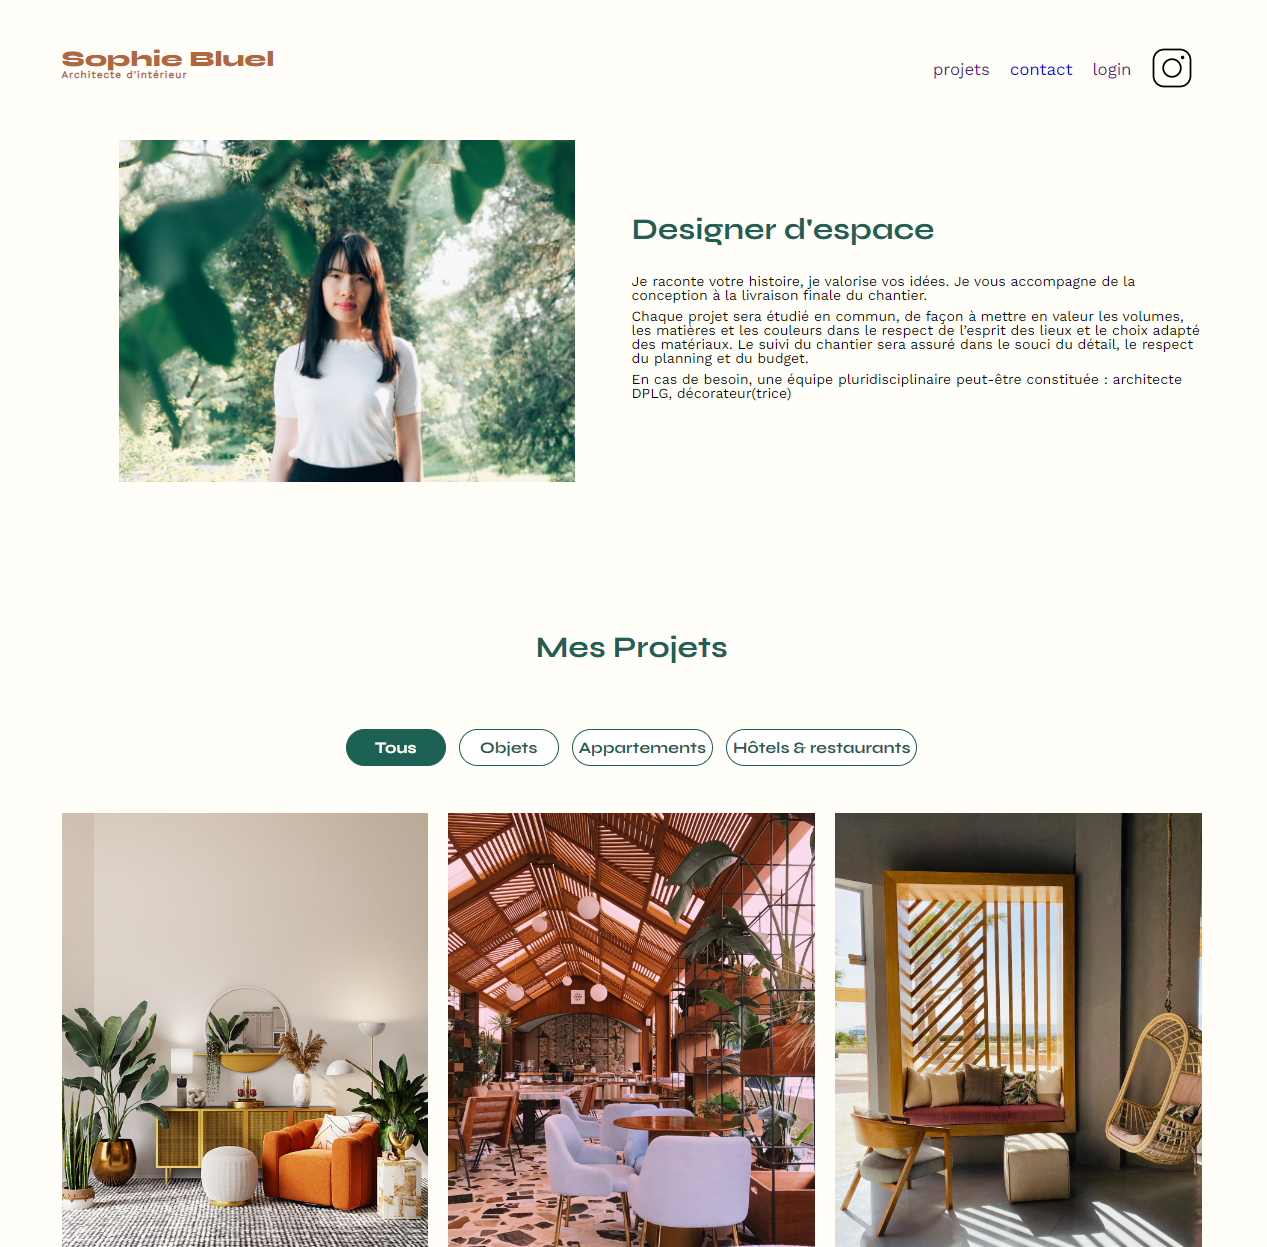 Sophie Bluel
Architecte d'intérieur
projets
contact
login
Designer d'espace
Je raconte votre histoire, je valorise vos idées. Je vous accompagne de la
conception à la livraison finale du chantier.
Chaque projet sera étudié en commun, de façon à mettre en valeur les volumes,
les matières et les couleurs dans le respect de l’esprit des lieux et le choix adapté
des matériaux. Le suivi du chantier sera assuré dans le souci du détail, le respect
du planning et du budget.
En cas de besoin, une équipe pluridisciplinaire peut-être constituée : architecte
DPLG, décorateur(trice)
Mes Projets
Tous
Objets
Appartements
Hôtels & restaurants